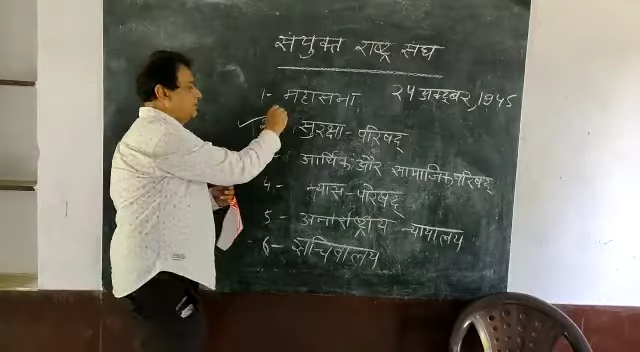 संयुक्त राष्ट्र संघ
1- महासभा 24 अक्टूबर, 1945
सुरक्षा-परिषद्
आर्थिक और सामाजिक परिषद्
4- न्यास-परिषद्
5- अन्तर्राष्ट्रीय न्यायालय
6- सचिवालय